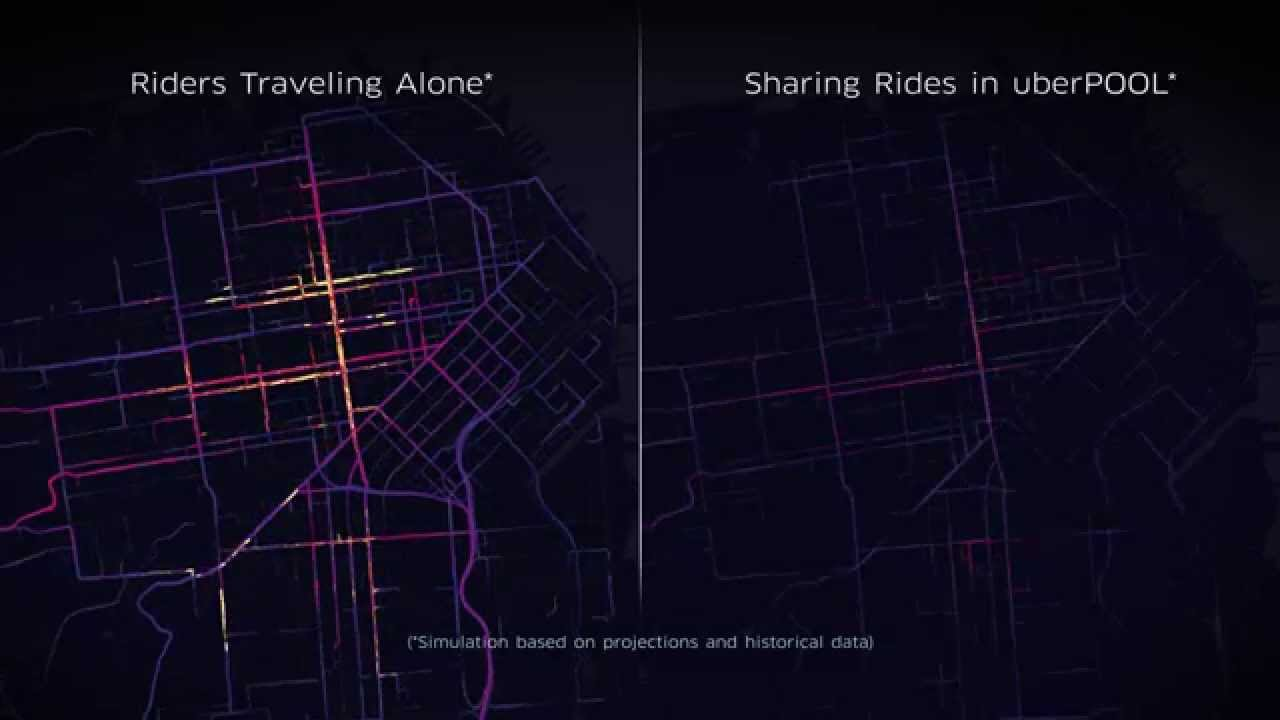 Riders Traveling Alone*
Sharing Rides in uberPOOL*
(*Simulation based on projections and historical data)